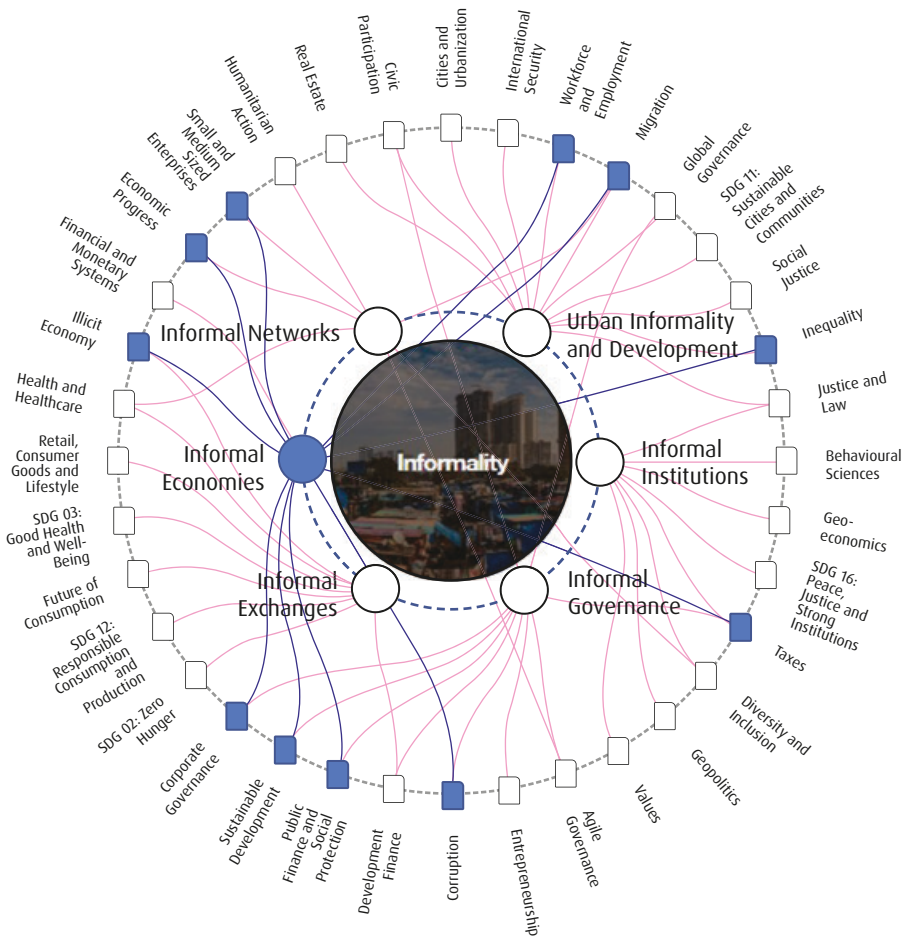 Cities and
Urbanization
International
Security
Workforce
and
Employment
Migration
Global
Governance
SDG 11:
Sustainable
Cities and
Communities
Social
Justice
Inequality
Justice and
Law
Behavioural
Sciences
Geo-
economics
SDG 16:
Peace,
Justice and
Strong
Institutions
Taxes
Diversity and
Inclusion
Geopolitics
Values
Agile
Governance
Entrepreneurship
Corruption
Development
Finance
Public
Finance and
Social
Protection
Sustainable
Development
Corporate
Governance
SDG 02: Zero
Hunger
SDG 12:
Responsible
Consumption
and
Production
Future of
Consumption
SDG 03:
Good Health
and Well-
Being
Retail,
Consumer
Goods and
Lifestyle
Health and
Healthcare
Illicit
Economy
Financial and
Monetary
Systems
Economic
Progress
Small and
Medium
Sized
Enterprises
Humanitarian
Action
Real Estate
Civic
Participation
Informal Networks
Urban Informality
and Development
Informal
Economies
Informality
Informal
Institutions
Informal
Exchanges
Informal
Governance